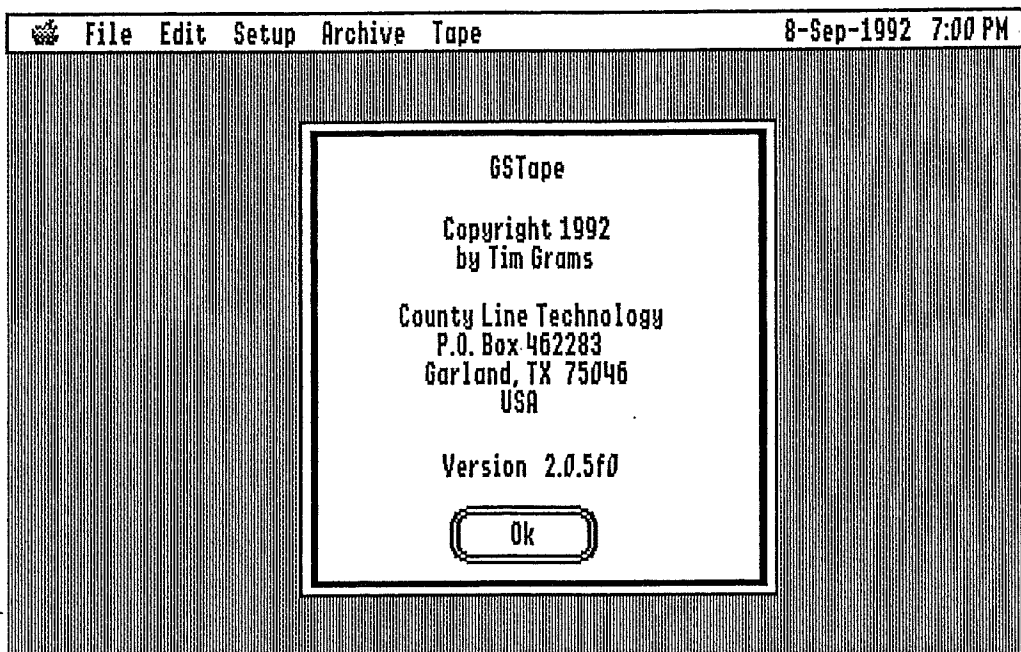 File Edit Setup Archive Tape 8-Sep-1992 7:00 PM
GSTape
Copyright 1992
by Tim Grams
County Line Technology
P.O. Box 462283
Garland, TX 75046
USA
Version 2.0.5f0
Ok